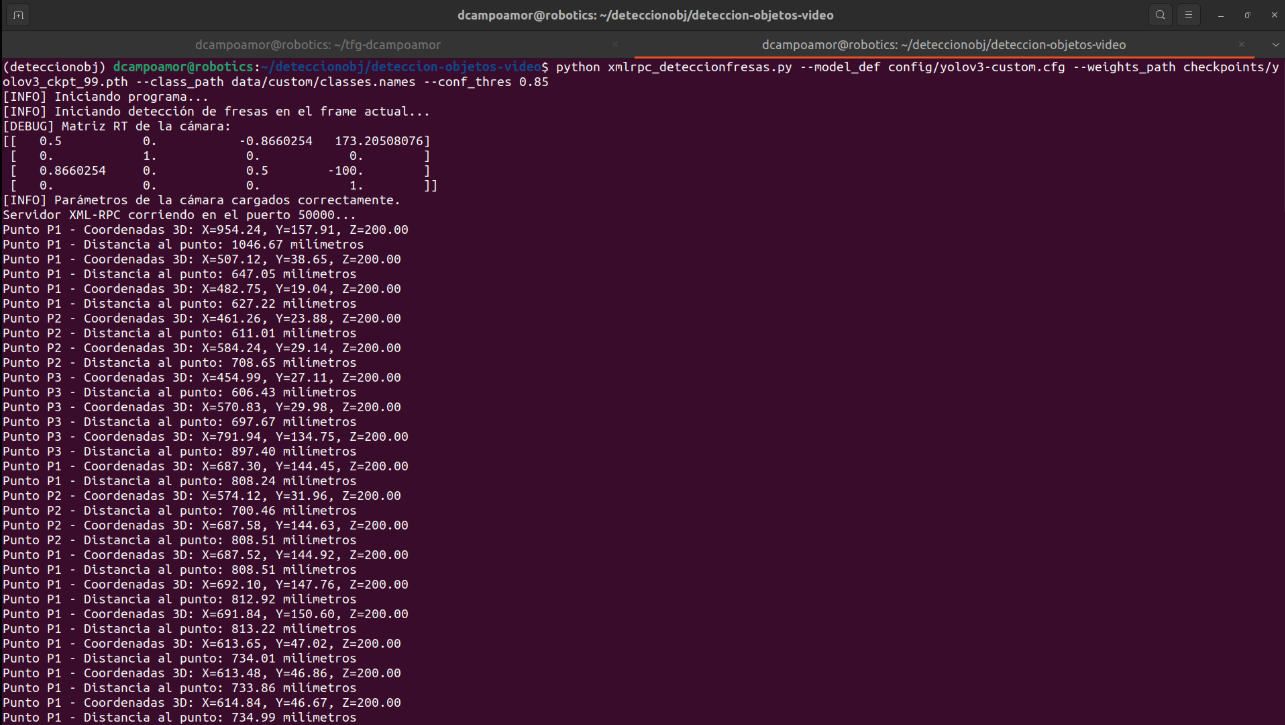 dcampoamor@robotics: ~/deteccionobj/deteccion-objetos-video
dcampoamor@robotics: ~/tfg-dcampoamor
dcampoamor@robotics: ~/deteccionobj/deteccion-objetos-video
(deteccionobj) dcampoamor@robotics:~/deteccionobj/deteccion-objetos-video$ python xmlrpc_deteccionfresas.py --model_def config/yolov3-custom.cfg --weights_path checkpoints/y
olov3_ckpt_99.pth --class_path data/custom/classes.names --conf_thres 0.85
[INFO] Iniciando programa...
[INFO] Iniciando detección de fresas en el frame actual...
[DEBUG] Matriz RT de la cámara:
[[   0.5           0.           -0.8660254   173.20508076]
 [   0.            1.            0.            0.        ]
 [   0.8660254     0.            0.5        -100.        ]
 [   0.            0.            0.            1.        ]]
[INFO] Parámetros de la cámara cargados correctamente.
Servidor XML-RPC corriendo en el puerto 50000...
Punto P1 - Coordenadas 3D: X=954.24, Y=157.91, Z=200.00
Punto P1 - Distancia al punto: 1046.67 milímetros
Punto P1 - Coordenadas 3D: X=507.12, Y=38.65, Z=200.00
Punto P1 - Distancia al punto: 647.05 milímetros
Punto P1 - Coordenadas 3D: X=482.75, Y=19.04, Z=200.00
Punto P1 - Distancia al punto: 627.22 milímetros
Punto P2 - Coordenadas 3D: X=461.26, Y=23.88, Z=200.00
Punto P2 - Distancia al punto: 611.01 milímetros
Punto P2 - Coordenadas 3D: X=584.24, Y=29.14, Z=200.00
Punto P2 - Distancia al punto: 708.65 milímetros
Punto P3 - Coordenadas 3D: X=454.99, Y=27.11, Z=200.00
Punto P3 - Distancia al punto: 606.43 milímetros
Punto P3 - Coordenadas 3D: X=570.83, Y=29.98, Z=200.00
Punto P3 - Distancia al punto: 697.67 milímetros
Punto P3 - Coordenadas 3D: X=791.94, Y=134.75, Z=200.00
Punto P3 - Distancia al punto: 897.40 milímetros
Punto P1 - Coordenadas 3D: X=687.30, Y=144.45, Z=200.00
Punto P1 - Distancia al punto: 808.24 milímetros
Punto P2 - Coordenadas 3D: X=574.12, Y=31.96, Z=200.00
Punto P2 - Distancia al punto: 700.46 milímetros
Punto P2 - Coordenadas 3D: X=687.58, Y=144.63, Z=200.00
Punto P2 - Distancia al punto: 808.51 milímetros
Punto P1 - Coordenadas 3D: X=687.52, Y=144.92, Z=200.00
Punto P1 - Distancia al punto: 808.51 milímetros
Punto P1 - Coordenadas 3D: X=692.10, Y=147.76, Z=200.00
Punto P1 - Distancia al punto: 812.92 milímetros
Punto P1 - Coordenadas 3D: X=691.84, Y=150.60, Z=200.00
Punto P1 - Distancia al punto: 813.22 milímetros
Punto P1 - Coordenadas 3D: X=613.65, Y=47.02, Z=200.00
Punto P1 - Distancia al punto: 734.01 milímetros
Punto P1 - Coordenadas 3D: X=613.48, Y=46.86, Z=200.00
Punto P1 - Distancia al punto: 733.86 milímetros
Punto P1 - Coordenadas 3D: X=614.84, Y=46.67, Z=200.00
Punto P1 - Distancia al punto: 734.99 milímetros